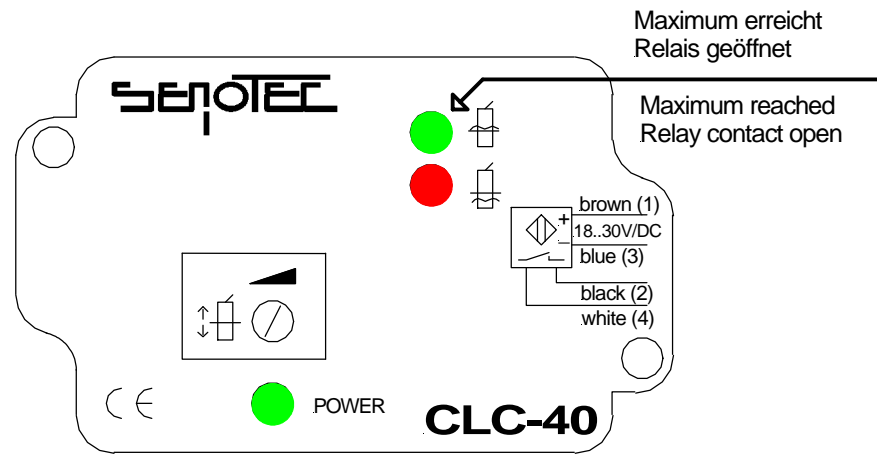 Maximum erreicht
Relais geöffnet
Maximum reached
Relay contact open
SENSOTEC
brown (1)
+
18..30V/DC
–
blue (3)
black (2)
white (4)
CE
POWER
CLC-40